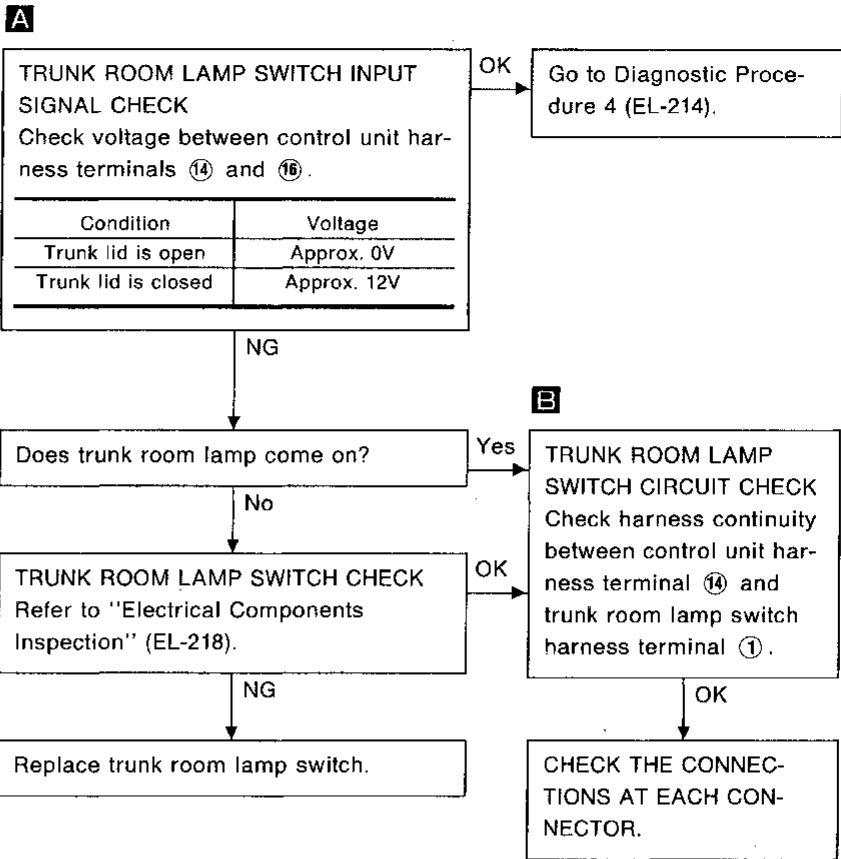 A
TRUNK ROOM LAMP SWITCH INPUT
SIGNAL CHECK
Check voltage between control unit har-
ness terminals ⑭ and ⑯.
Condition Voltage
Trunk lid is open Approx. 0V
Trunk lid is closed Approx. 12V
OK
Go to Diagnostic Proce-
dure 4 (EL-214).
NG
Does trunk room lamp come on?
Yes
B
TRUNK ROOM LAMP
SWITCH CIRCUIT CHECK
Check harness continuity
between control unit har-
ness terminal ⑭ and
trunk room lamp switch
harness terminal ①.
No
TRUNK ROOM LAMP SWITCH CHECK
Refer to "Electrical Components
Inspection" (EL-218).
OK
NG
Replace trunk room lamp switch.
OK
CHECK THE CONNEC-
TIONS AT EACH CON-
NECTOR.